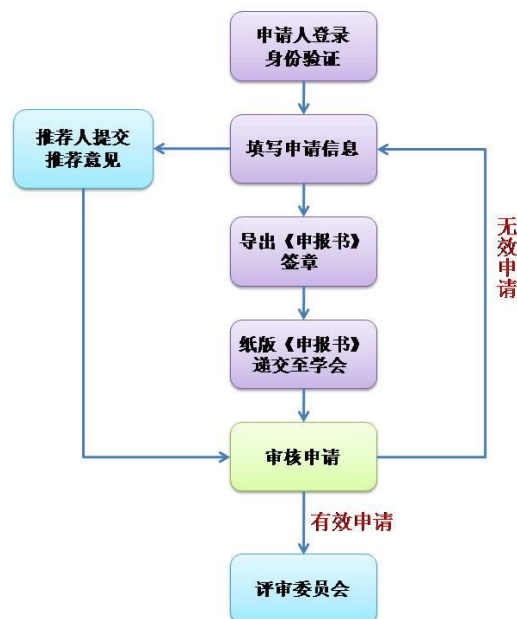 申请人登录
身份验证
推荐人提交
推荐意见
填写申请信息
导出《申报书》
签章
无效申请
纸版《申报书》
递交至学会
审核申请
有效申请
评审委员会